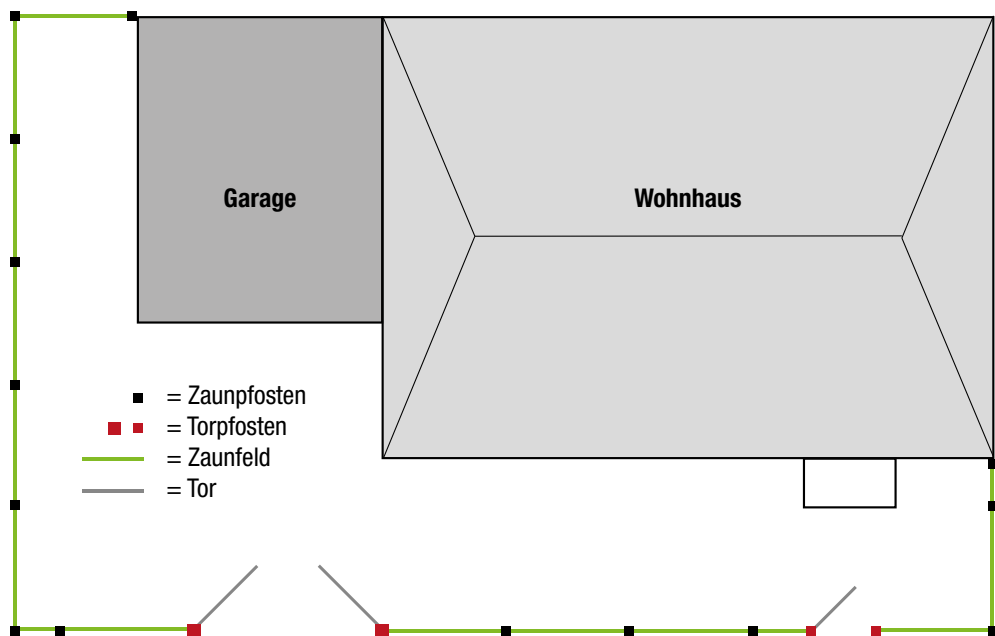 Garage
Wohnhaus
= Zaunpfosten
= Torpfosten
= Zaunfeld
= Tor